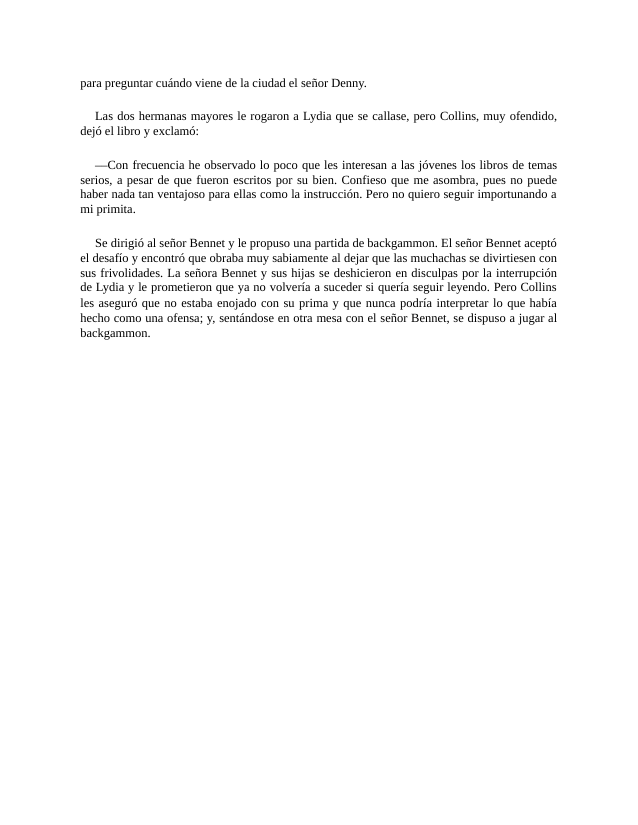 para preguntar cuándo viene de la ciudad el señor Denny.
Las dos hermanas mayores le rogaron a Lydia que se callase, pero Collins, muy ofendido,
dejó el libro y exclamó:
—Con frecuencia he observado lo poco que les interesan a las jóvenes los libros de temas
serios, a pesar de que fueron escritos por su bien. Confieso que me asombra, pues no puede
haber nada tan ventajoso para ellas como la instrucción. Pero no quiero seguir importunando a
mi primita.
Se dirigió al señor Bennet y le propuso una partida de backgammon. El señor Bennet aceptó
el desafío y encontró que obraba muy sabiamente al dejar que las muchachas se divirtiesen con
sus frivolidades. La señora Bennet y sus hijas se deshicieron en disculpas por la interrupción
de Lydia y le prometieron que ya no volvería a suceder si quería seguir leyendo. Pero Collins
les aseguró que no estaba enojado con su prima y que nunca podría interpretar lo que había
hecho como una ofensa; y, sentándose en otra mesa con el señor Bennet, se dispuso a jugar al
backgammon.